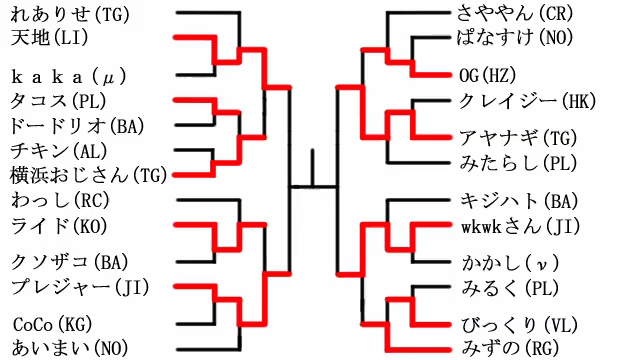 れありせ(TG)
天地(LI)
ｋａｋａ(μ)
タコス(PL)
ドードリオ(BA)
チキン(AL)
横浜おじさん(TG)
わっし(RC)
ライド(KO)
クソザコ(BA)
プレジャー(JI)
CoCo(KG)
あいまい(NO)
さややん(CR)
ぱなすけ(NO)
OG(HZ)
クレイジー(HK)
アヤナギ(TG)
みたらし(PL)
キジハト(BA)
wkwkさん(JI)
かかし(ν)
みるく(PL)
びっくり(VL)
みずの(RG)